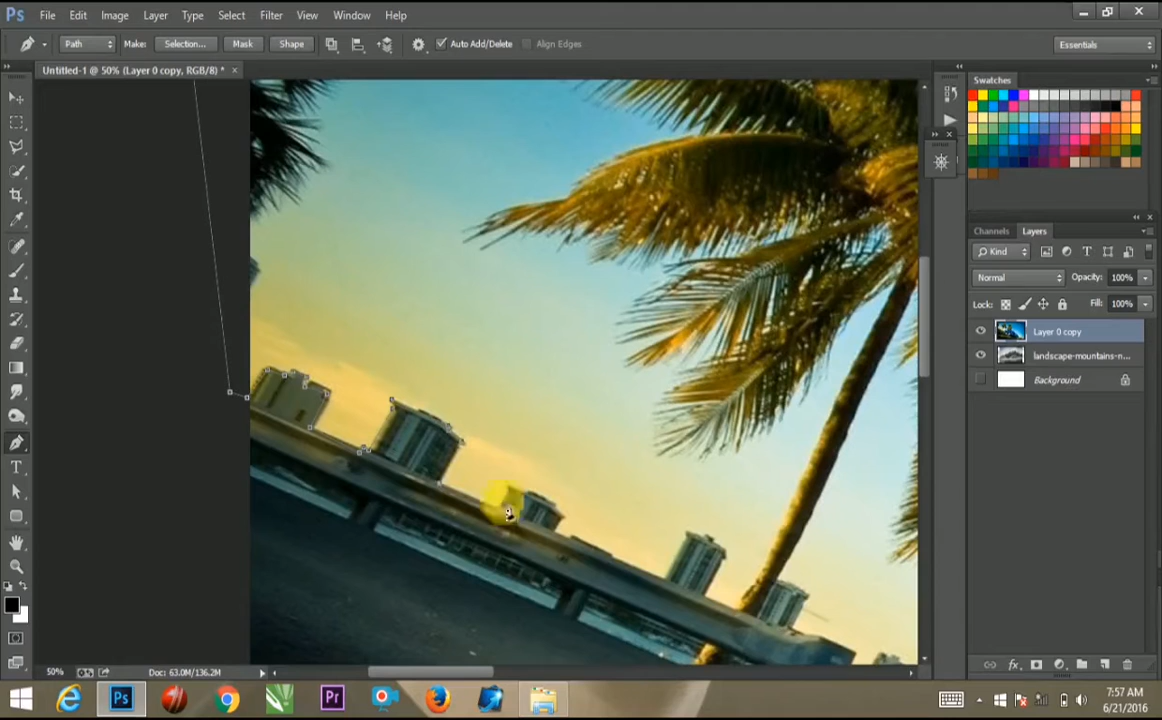 Ps File Edit Image Layer Type Select Filter View Window Help
Path Make: Selection... Mask Shape Auto Add/Delete Align Edges Essentials
Untitled-1 @ 50% (Layer 0 copy, RGB/8) * ×
Swatches
Channels Layers
Kind
Normal Opacity: 100%
Lock: Fill: 100%
Layer 0 copy
landscape-mountains-n...
Background
T
50% Doc: 63.0M/136.2M
Ps Pr
7:57 AM
6/21/2016